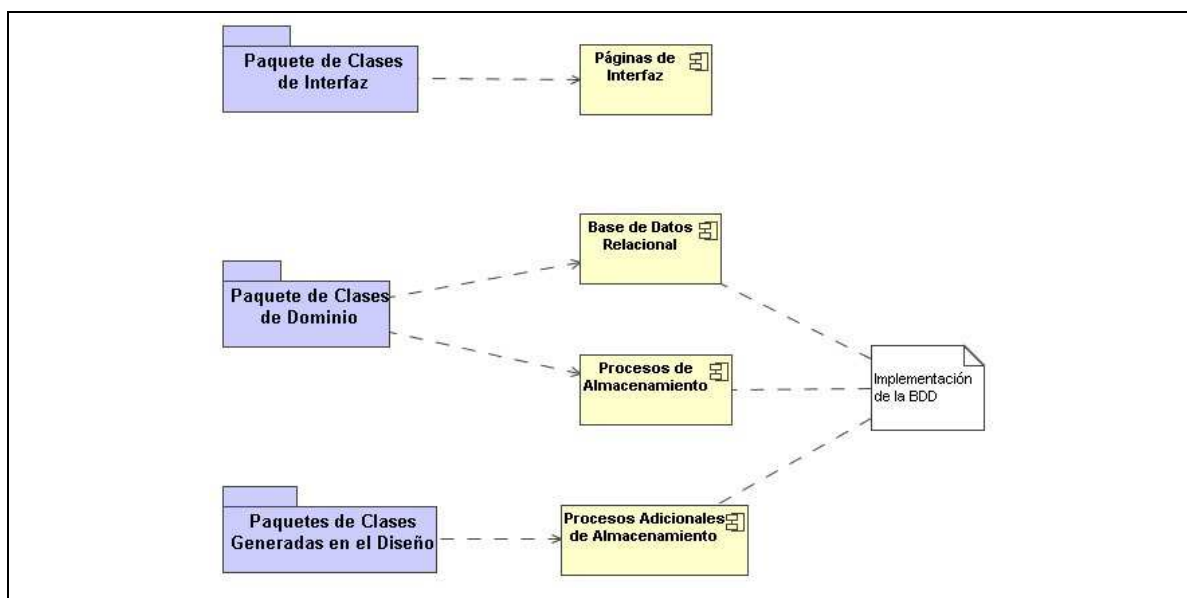 Paquete de Clases
de Interfaz
Páginas de
Interfaz
Base de Datos
Relacional
Paquete de Clases
de Dominio
Procesos de
Almacenamiento
Implementación
de la BDD
Paquetes de Clases
Generadas en el Diseño
Procesos Adicionales
de Almacenamiento